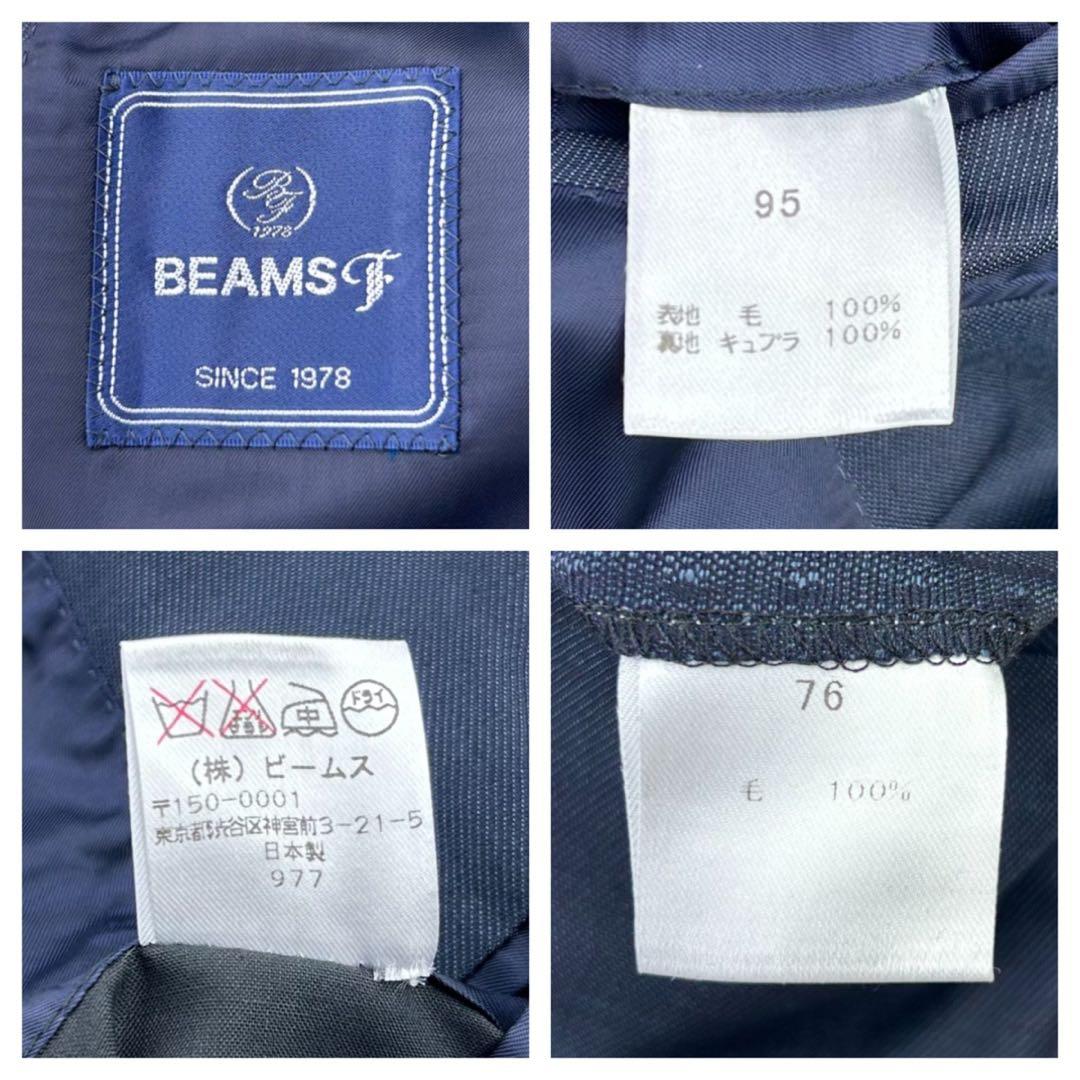 BF
1978
BEAMS F
SINCE 1978
95
表地 毛 100%
裏地 キュプラ 100%
中 ドライ
(株) ビームス
〒150-0001
東京都渋谷区神宮前3-21-5
日本製
977
76
毛 100%